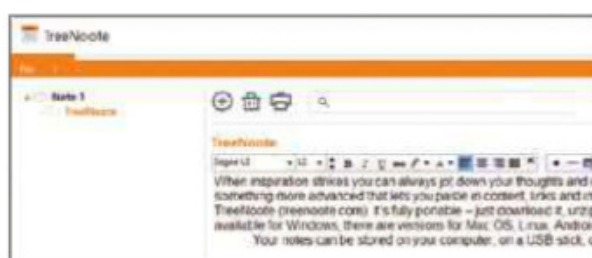 TreeNoote
Note 1
TreeNoote
TreeNoote
Segoe UI
When inspiration strikes you can always jot down your thoughts and
something more advanced that lets you paste in content, links and
TreeNoote (treenoote.com). It's fully portable – just download it, unzip
available for Windows, there are versions for Mac OS, Linux, Android
Your notes can be stored on your computer, on a USB stick,